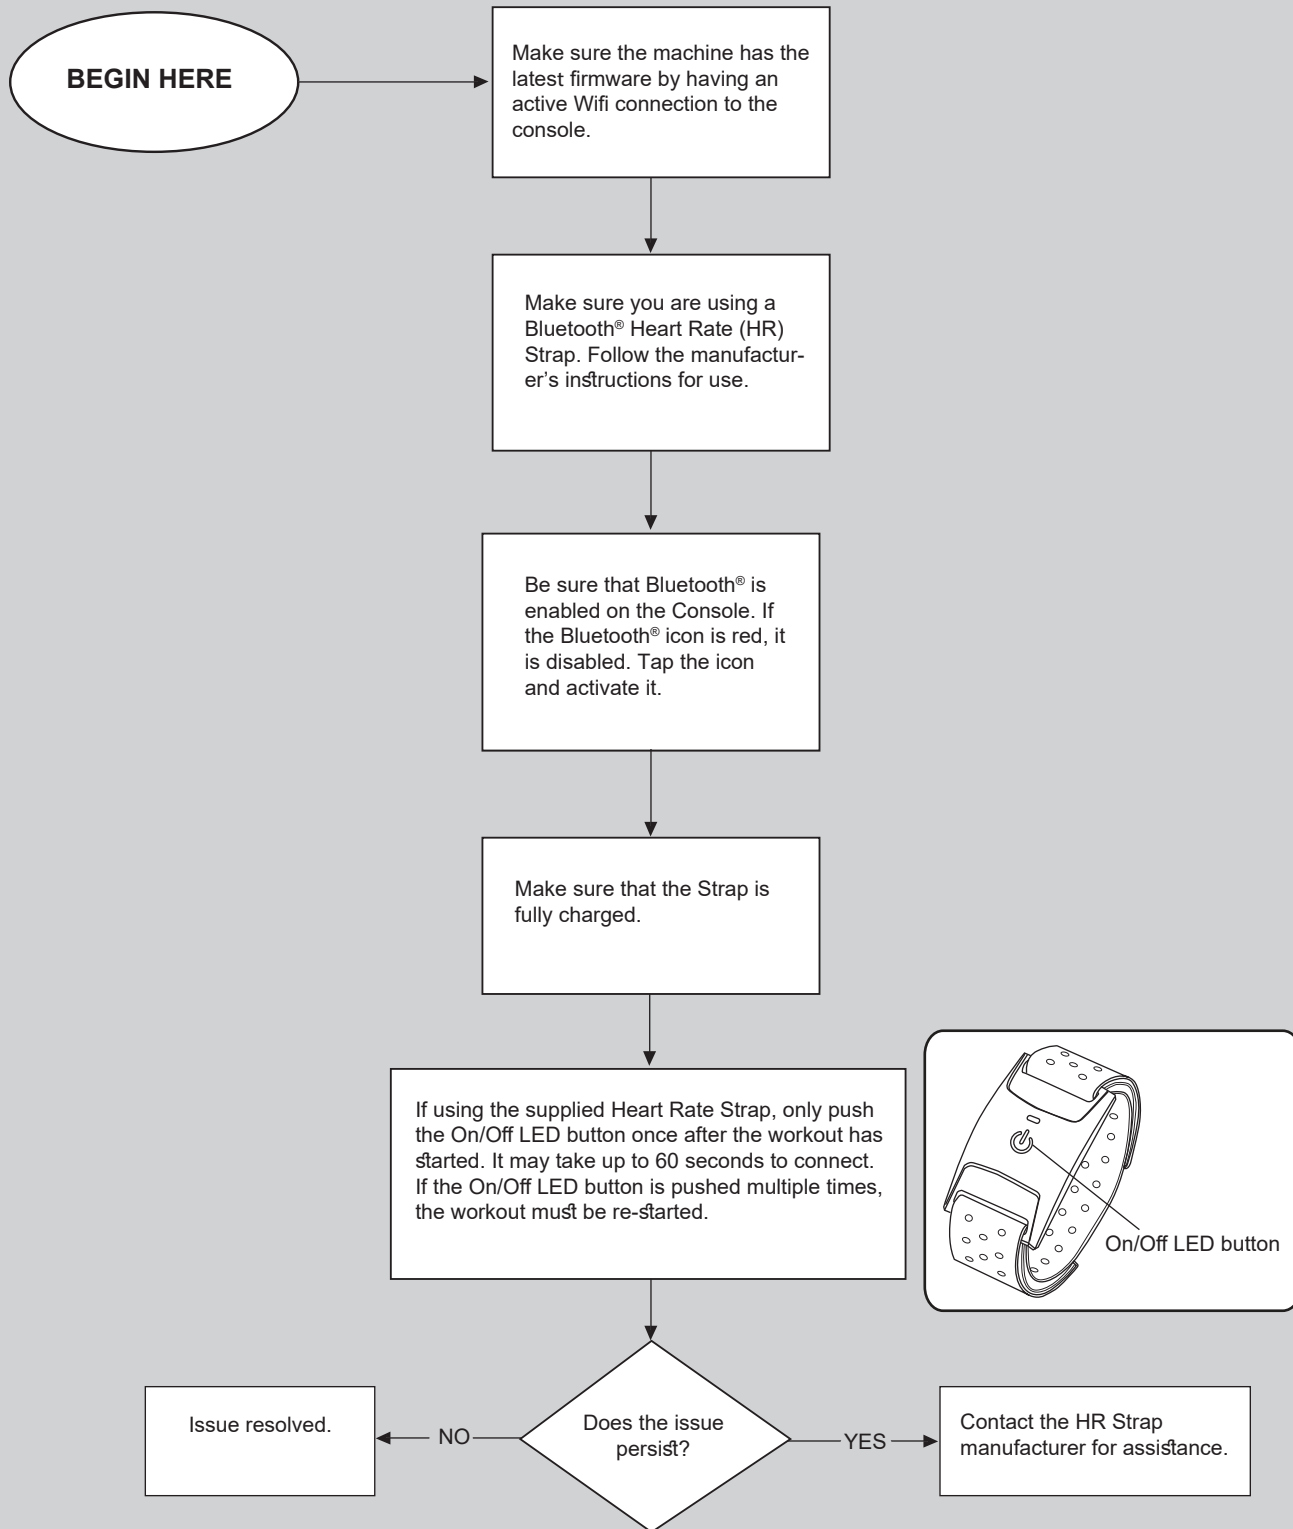 BEGIN HERE
Make sure the machine has the
latest firmware by having an
active Wifi connection to the
console.
Make sure you are using a
Bluetooth® Heart Rate (HR)
Strap. Follow the manufactur-
er’s instructions for use.
Be sure that Bluetooth® is
enabled on the Console. If
the Bluetooth® icon is red, it
is disabled. Tap the icon
and activate it.
Make sure that the Strap is
fully charged.
If using the supplied Heart Rate Strap, only push
the On/Off LED button once after the workout has
started. It may take up to 60 seconds to connect.
If the On/Off LED button is pushed multiple times,
the workout must be re-started.
On/Off LED button
Issue resolved.
NO
Does the issue
persist?
YES
Contact the HR Strap
manufacturer for assistance.